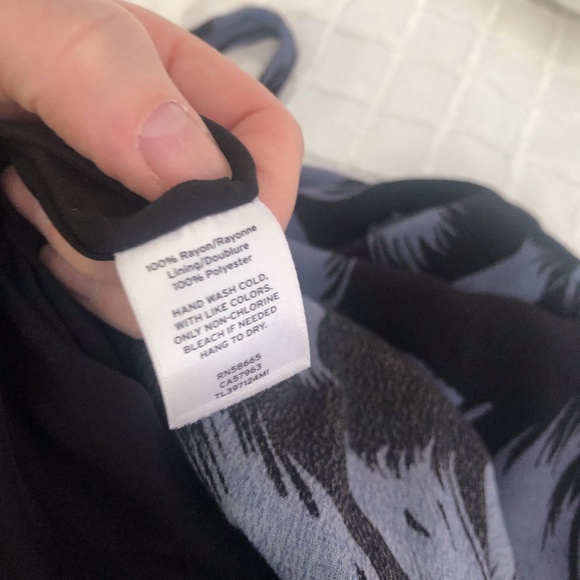 100% Rayon/Rayonne
Lining/Doublure
100% Polyester
HAND WASH COLD,
WITH LIKE COLORS.
ONLY NON-CHLORINE
BLEACH IF NEEDED
HANG TO DRY.
RN58665
CA57963
TL397124MI